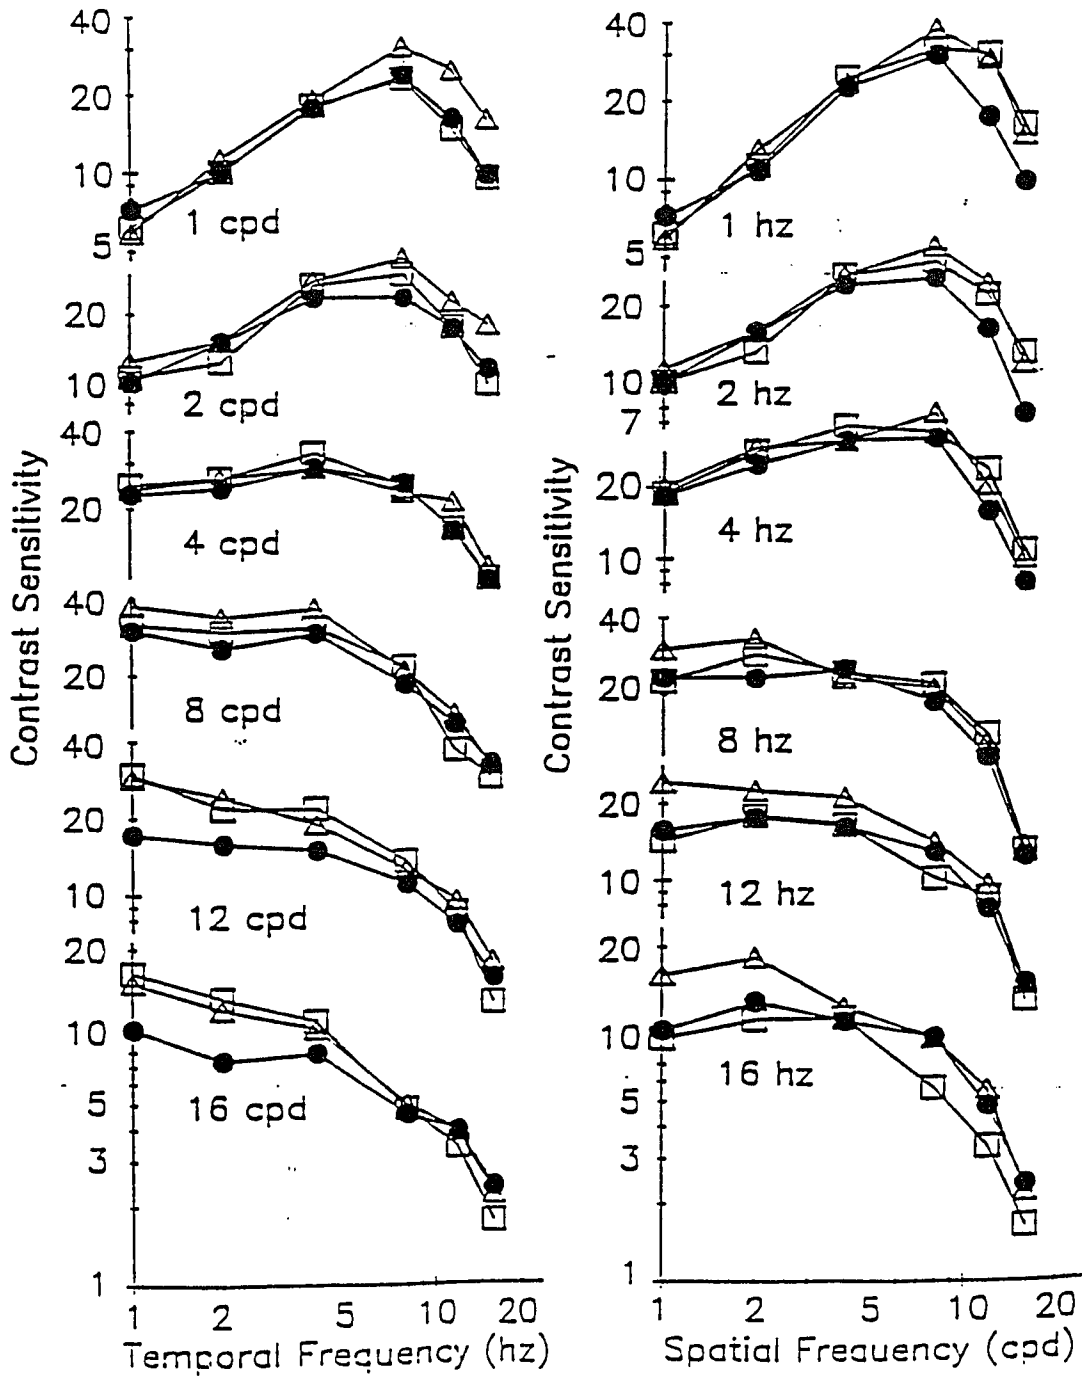 Contrast Sensitivity
40
20
10
5
1 cpd
20
10
2 cpd
40
20
4 cpd
40
20
8 cpd
40
20
10
12 cpd
20
10
5
3
1
16 cpd
1 2 5 10 20
Temporal Frequency (hz)
Contrast Sensitivity
40
20
10
5
1 hz
20
10
7
2 hz
20
10
4 hz
40
20
8 hz
20
10
12 hz
20
10
5
3
1
16 hz
1 2 5 10 20
Spatial Frequency (cpd)